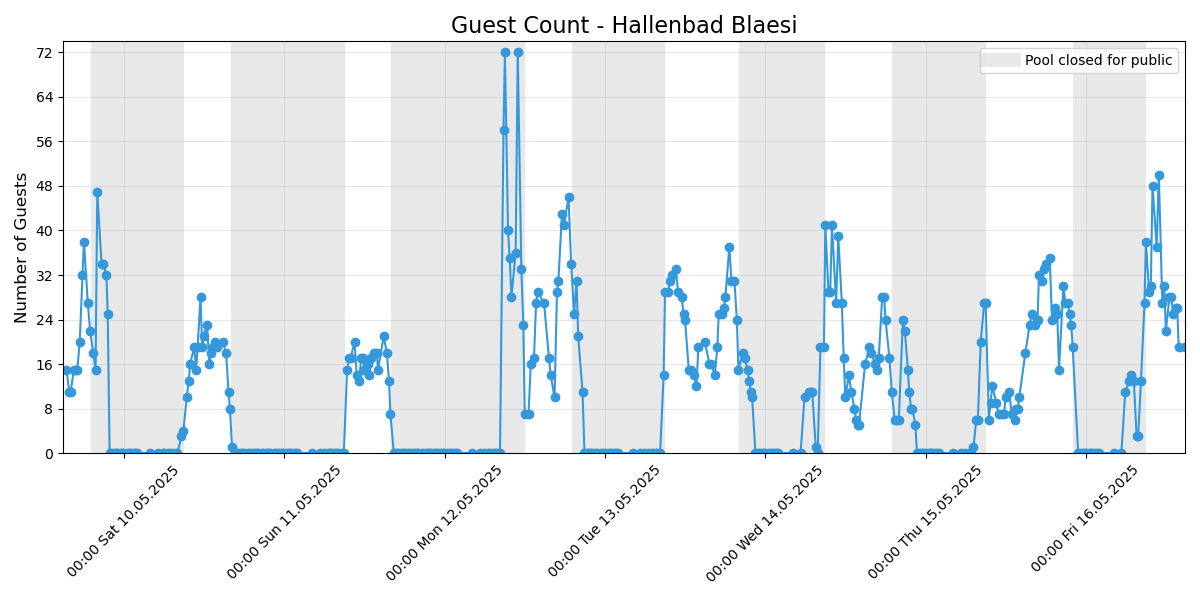 Guest Count - Hallenbad Blaesi
Pool closed for public
Number of Guests
72
64
56
48
40
32
24
16
8
0
00:00 Sat 10.05.2025
00:00 Sun 11.05.2025
00:00 Mon 12.05.2025
00:00 Tue 13.05.2025
00:00 Wed 14.05.2025
00:00 Thu 15.05.2025
00:00 Fri 16.05.2025